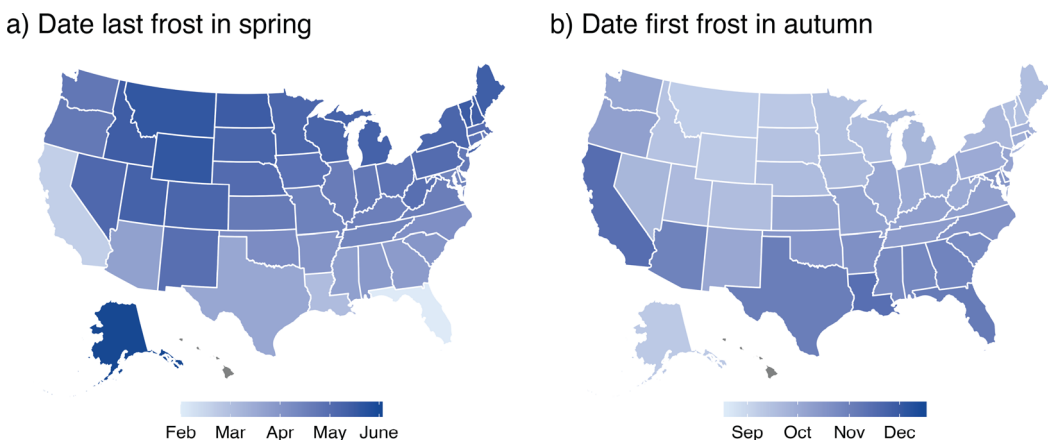 a) Date last frost in spring
b) Date first frost in autumn
Feb Mar Apr May June
Sep Oct Nov Dec